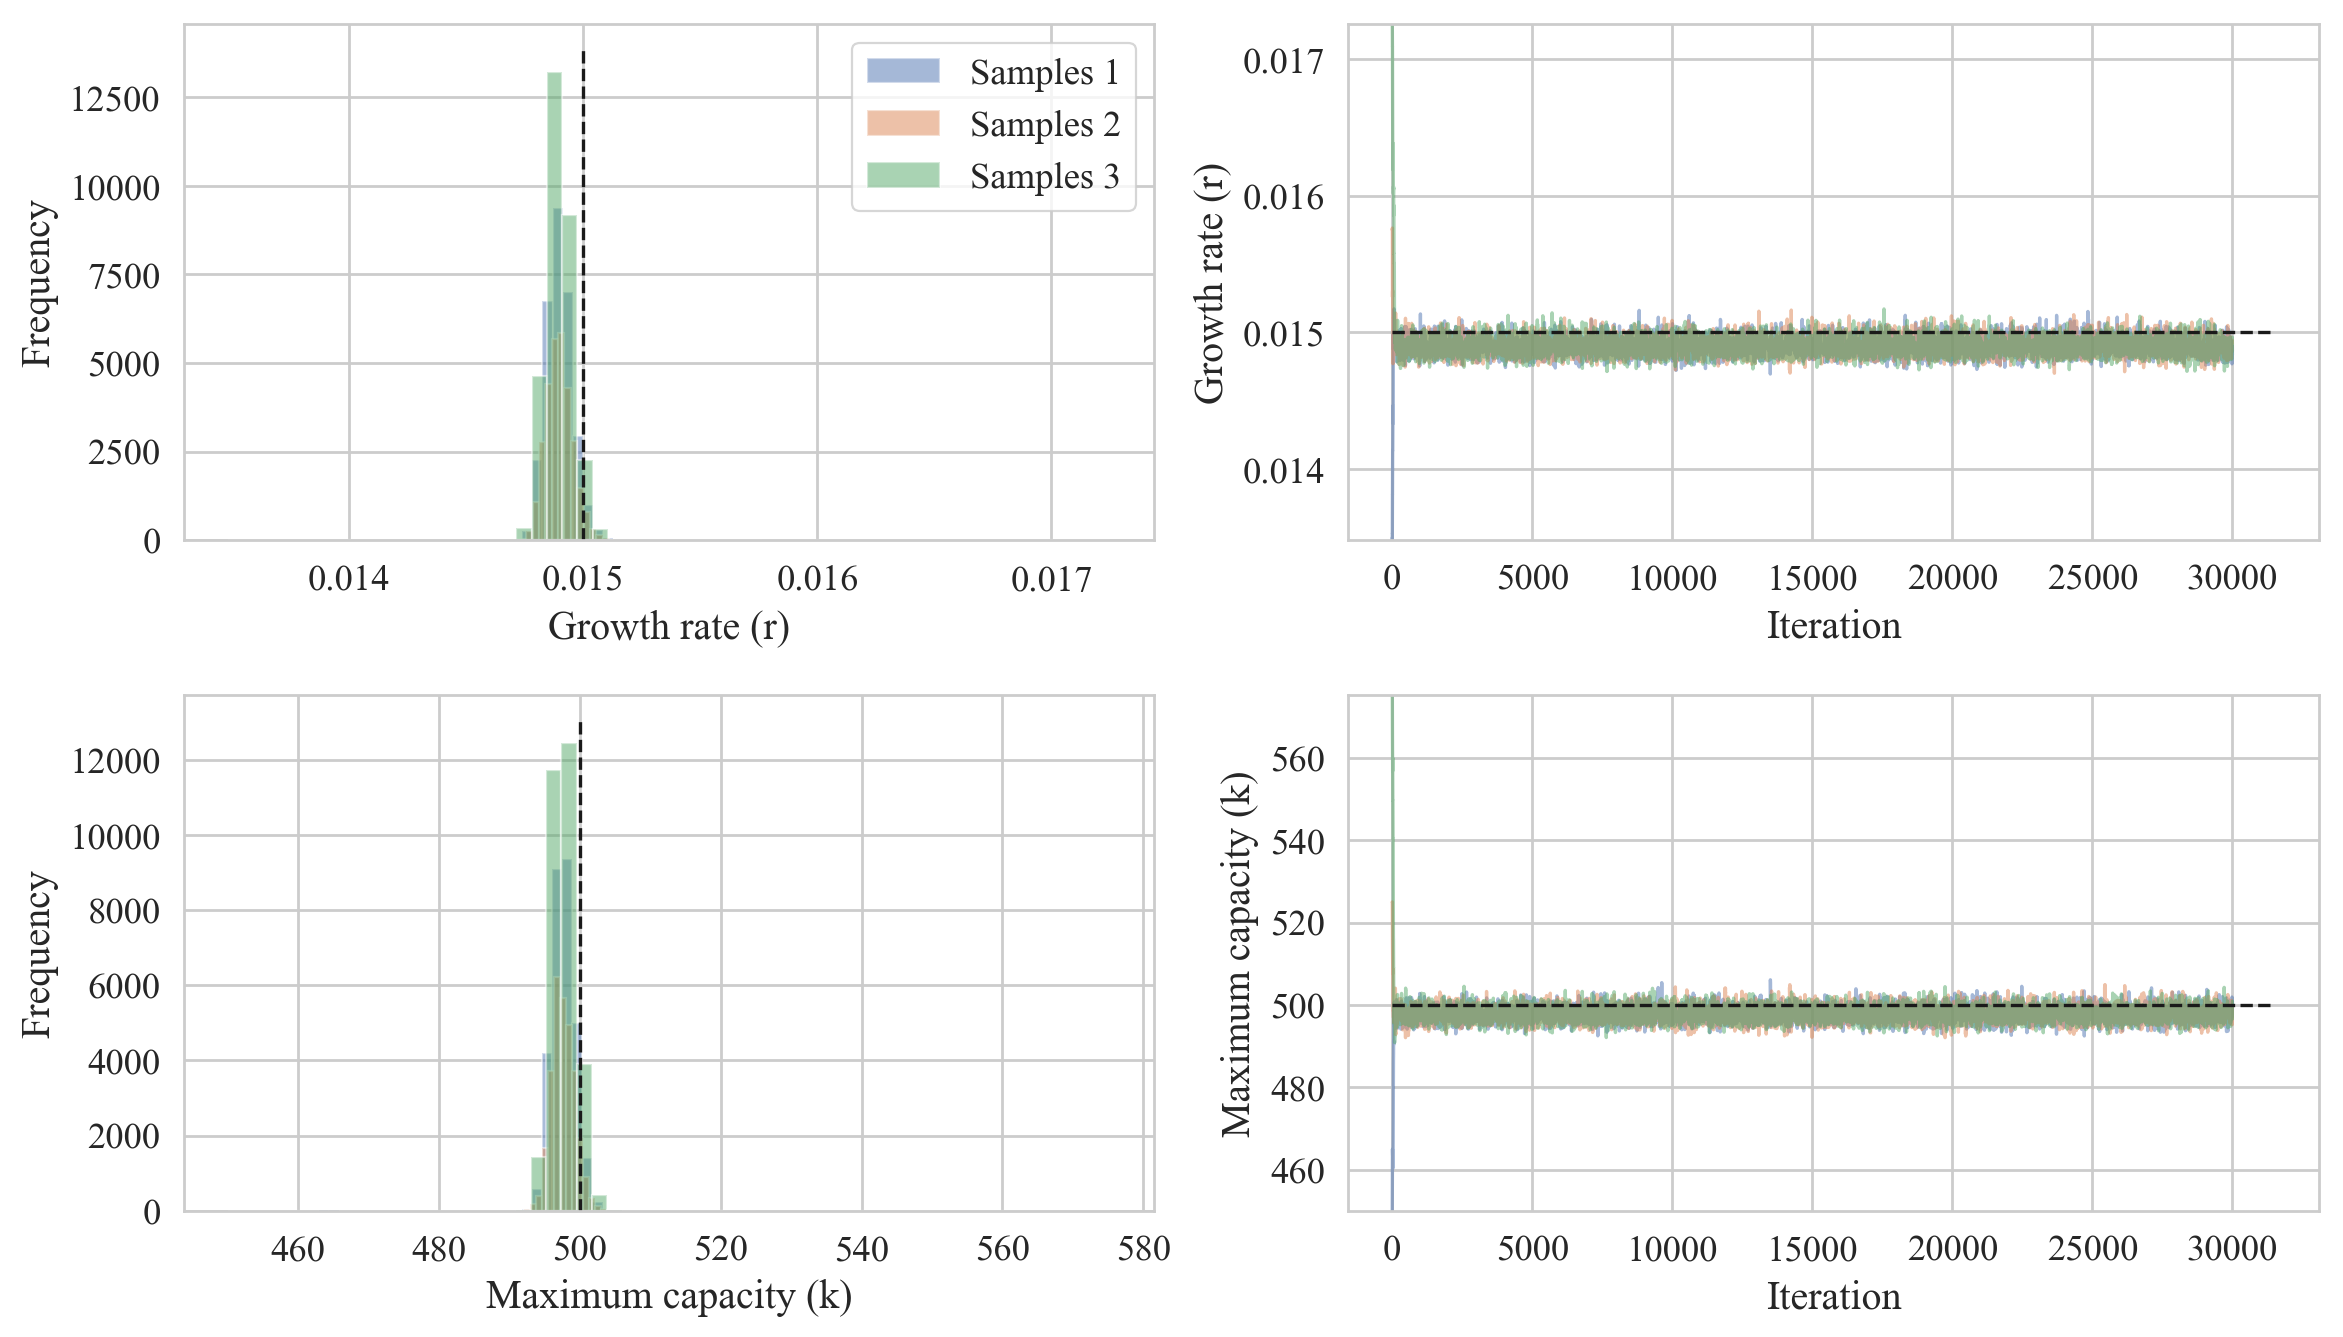 12500
10000
7500
5000
2500
0
Frequency
Samples 1
Samples 2
Samples 3
0.014 0.015 0.016 0.017
Growth rate (r)
0.017
0.016
0.015
0.014
Growth rate (r)
0 5000 10000 15000 20000 25000 30000
Iteration
12000
10000
8000
6000
4000
2000
0
Frequency
460 480 500 520 540 560 580
Maximum capacity (k)
560
540
520
500
480
460
Maximum capacity (k)
0 5000 10000 15000 20000 25000 30000
Iteration